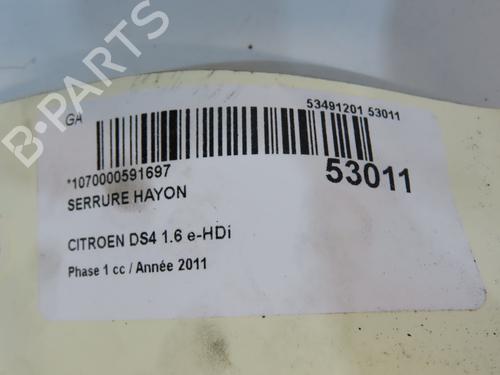 B-PARTS
GA
53491201 53011
*1070000591697
53011
SERRURE HAYON
CITROEN DS4 1.6 e-HDi
Phase 1 cc / Année 2011